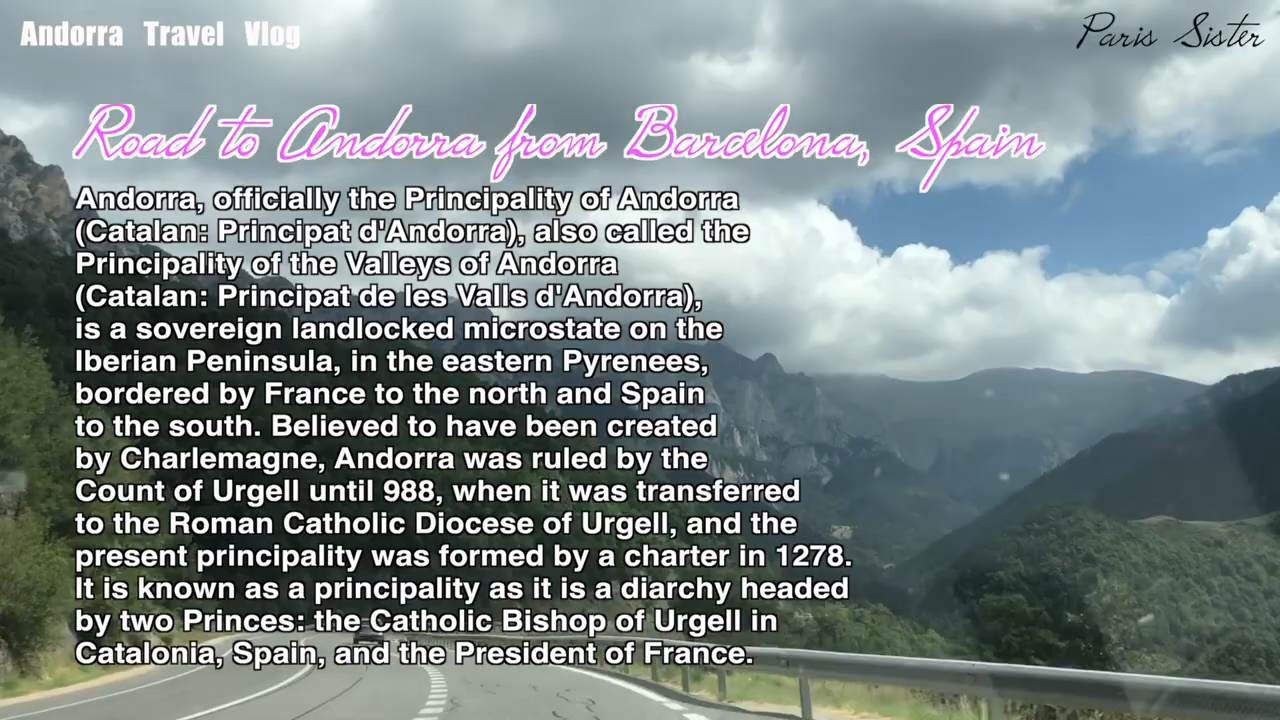 Andorra Travel Vlog
Paris Sister
Road to Andorra from Barcelona, Spain
Andorra, officially the Principality of Andorra
(Catalan: Principat d'Andorra), also called the
Principality of the Valleys of Andorra
(Catalan: Principat de les Valls d'Andorra),
is a sovereign landlocked microstate on the
Iberian Peninsula, in the eastern Pyrenees,
bordered by France to the north and Spain
to the south. Believed to have been created
by Charlemagne, Andorra was ruled by the
Count of Urgell until 988, when it was transferred
to the Roman Catholic Diocese of Urgell, and the
present principality was formed by a charter in 1278.
It is known as a principality as it is a diarchy headed
by two Princes: the Catholic Bishop of Urgell in
Catalonia, Spain, and the President of France.